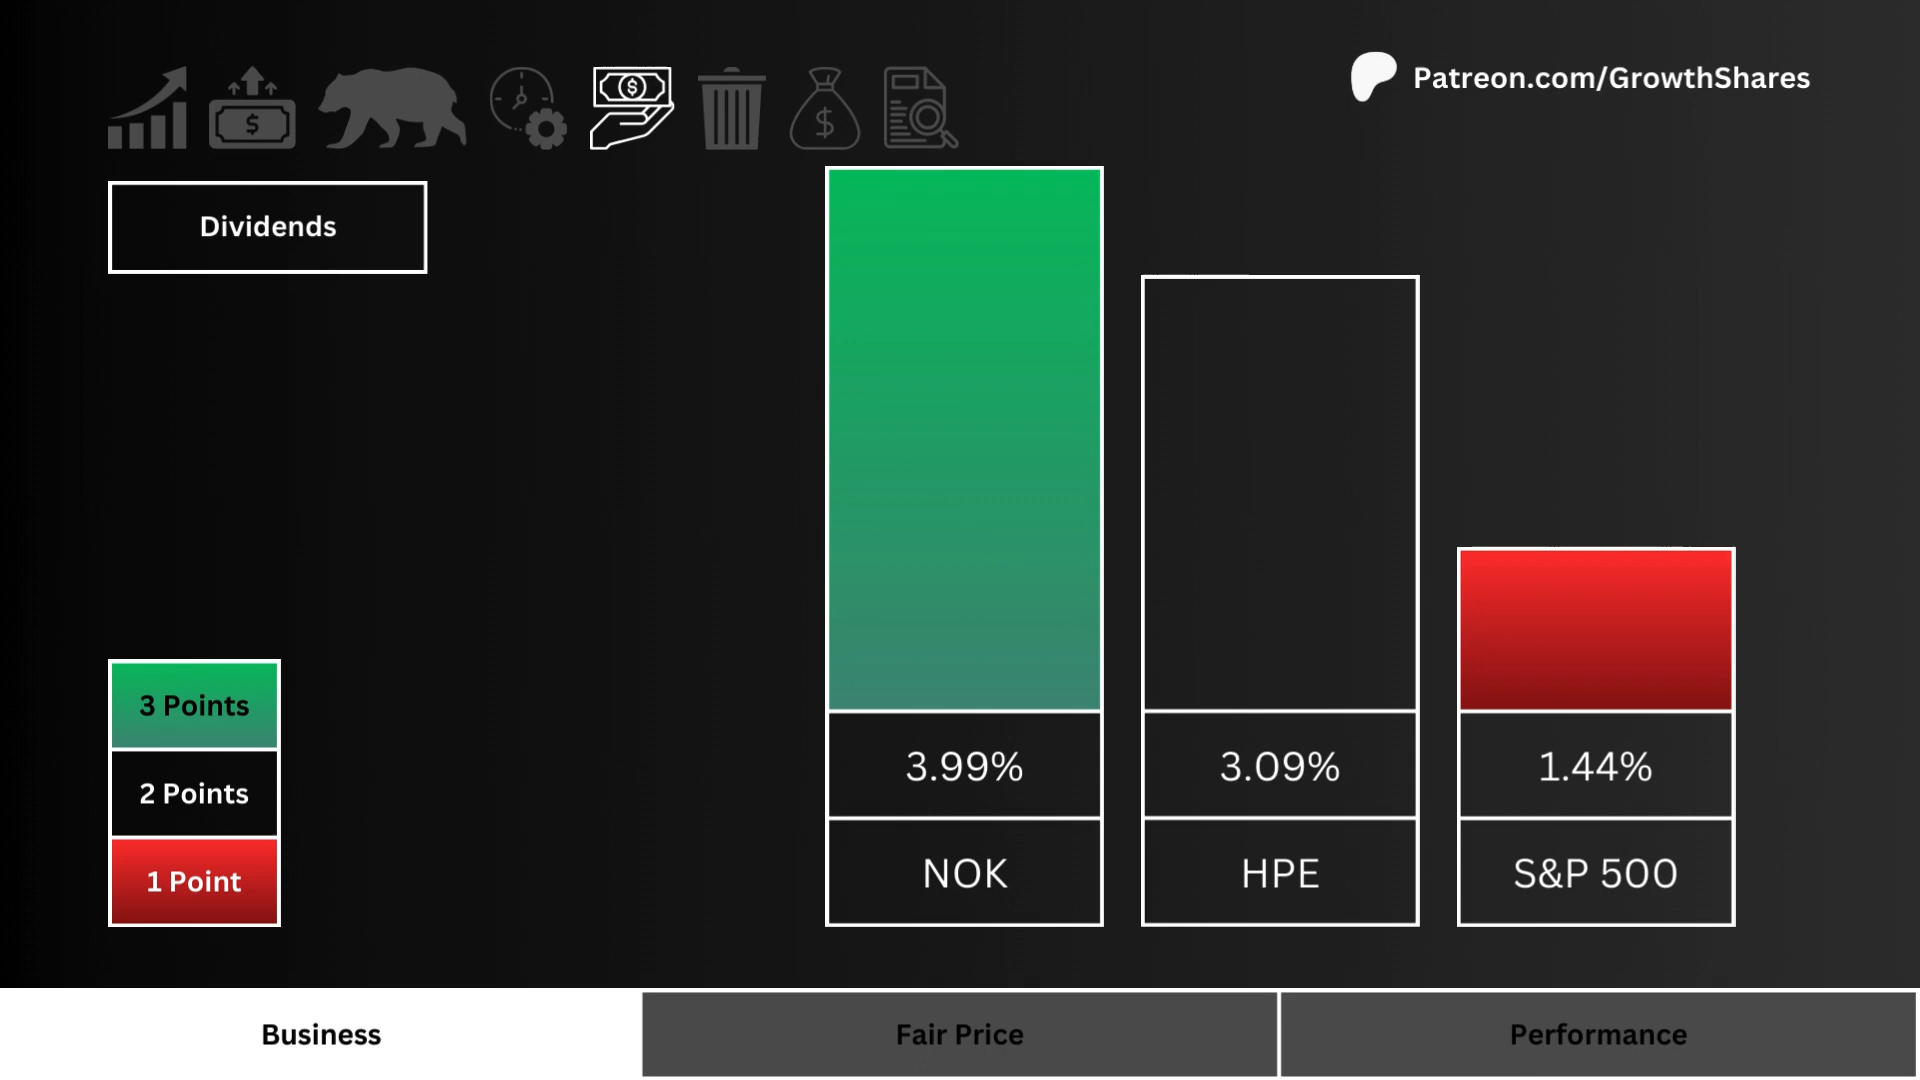 Patreon.com/GrowthShares
Dividends
3 Points
2 Points
1 Point
3.99%
3.09%
1.44%
NOK
HPE
S&P 500
Business
Fair Price
Performance